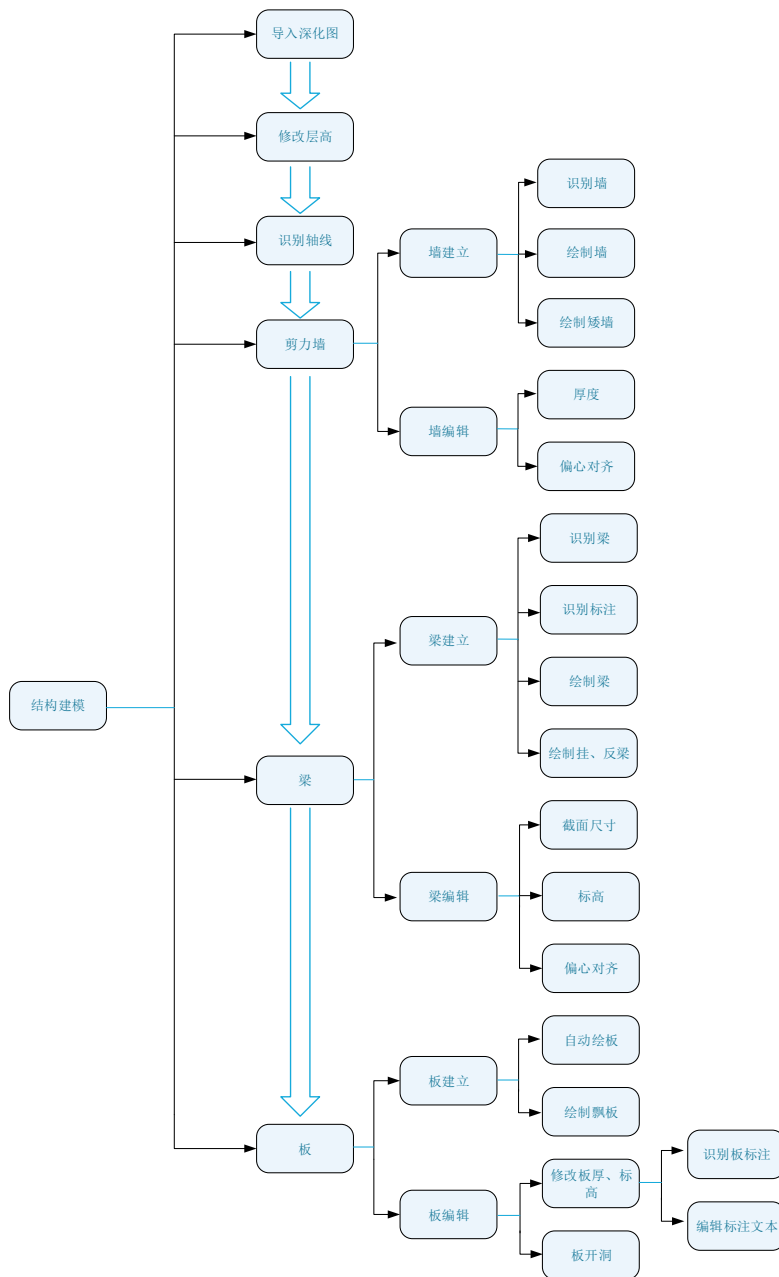 导入深化图
修改层高
识别轴线
剪力墙
墙建立
识别墙
绘制墙
绘制矮墙
墙编辑
厚度
偏心对齐
结构建模
梁
梁建立
识别梁
识别标注
绘制梁
绘制挂、反梁
梁编辑
截面尺寸
标高
偏心对齐
板
板建立
自动绘板
绘制飘板
板编辑
修改板厚、标
高
识别板标注
编辑标注文本
板开洞